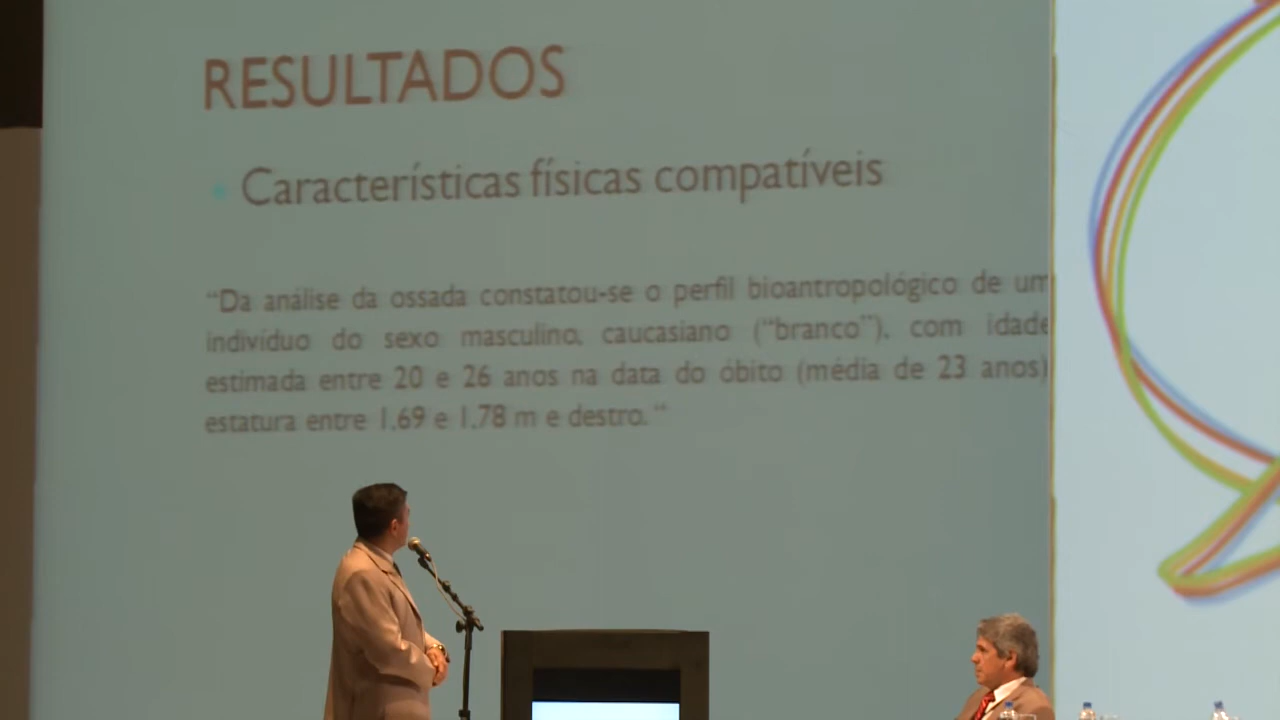 RESULTADOS
• Características físicas compatíveis
“Da análise da ossada constatou-se o perfil bioantropológico de um
indivíduo do sexo masculino, caucasiano (“branco”), com idade
estimada entre 20 e 26 anos na data do óbito (média de 23 anos)
estatura entre 1,69 e 1,78 m e destro.“